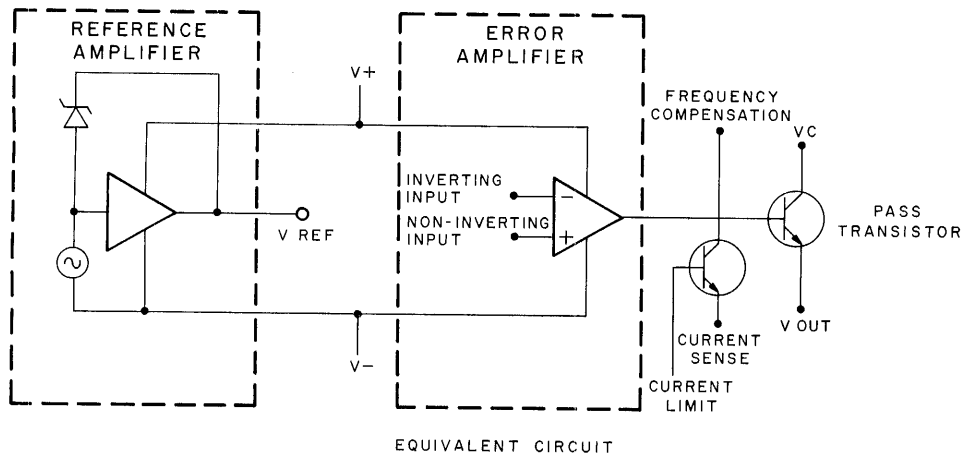 REFERENCE
AMPLIFIER
V+
ERROR
AMPLIFIER
FREQUENCY
COMPENSATION
VC
INVERTING
INPUT
NON-INVERTING
INPUT
−
+
V REF
PASS
TRANSISTOR
V OUT
CURRENT
SENSE
CURRENT
LIMIT
V−
EQUIVALENT CIRCUIT